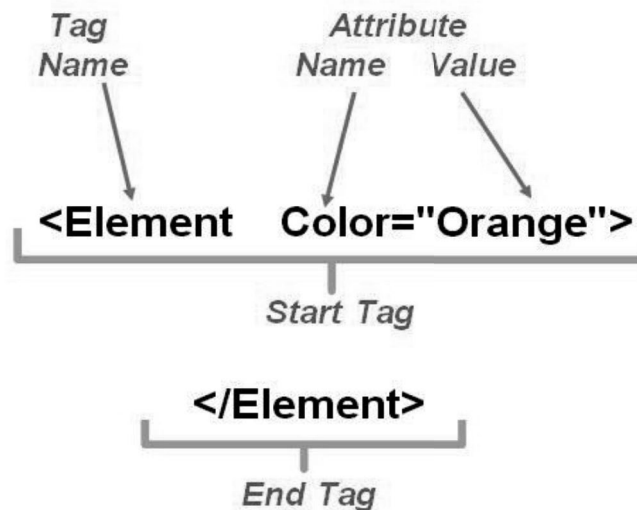 Tag Attribute
Name Name Value
<Element Color="Orange">
Start Tag
</Element>
End Tag